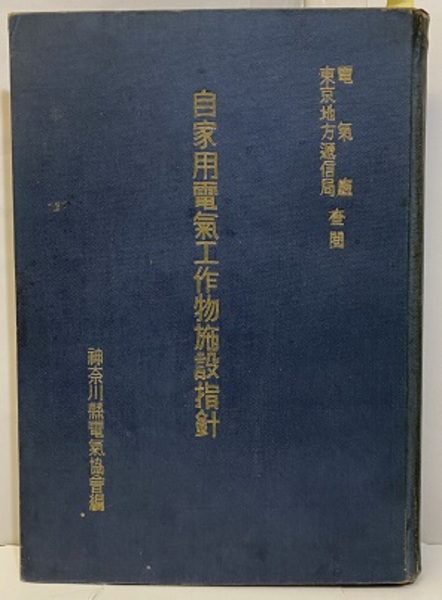 電氣廳
東京地方遞信局
查閲
自家用電氣工作物施設指針
神奈川縣電氣協會編